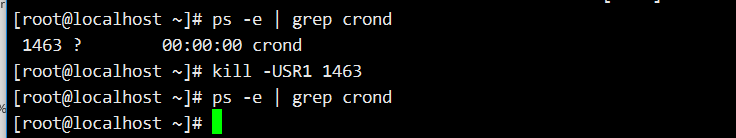 [root@localhost ~]# ps -e | grep crond
 1463 ?        00:00:00 crond
[root@localhost ~]# kill -USR1 1463
[root@localhost ~]# ps -e | grep crond
[root@localhost ~]#